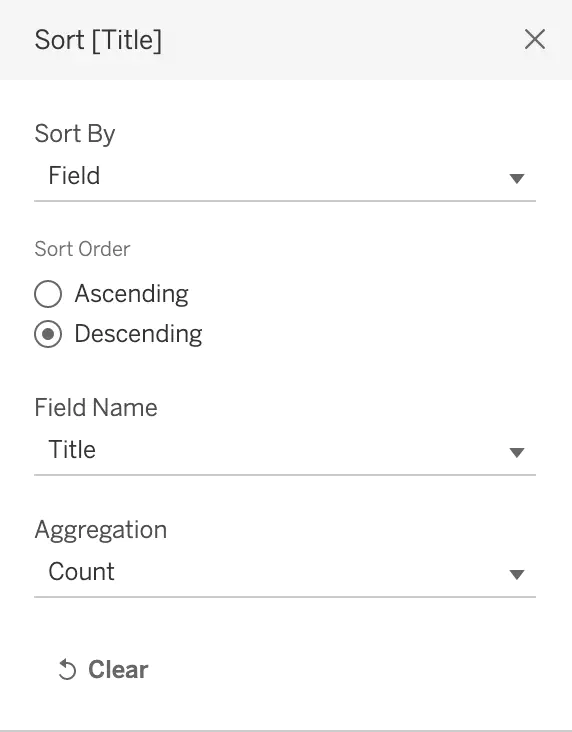 Sort [Title]
Sort By
Field
Sort Order
Ascending
Descending
Field Name
Title
Aggregation
Count
Clear